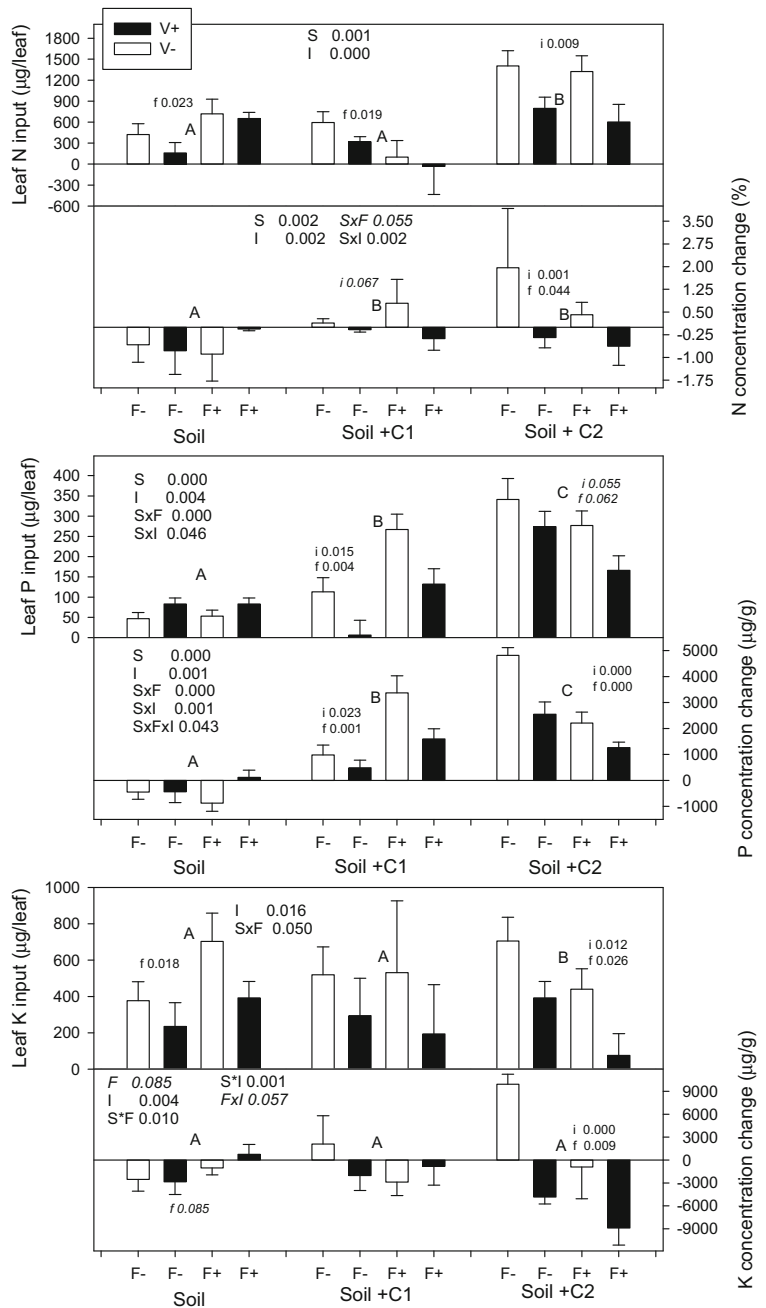 V+
V-
S 0.001
I 0.000
Leaf N input (µg/leaf)
1800
1500
1200
900
600
300
0
-300
-600
f 0.023
A
f 0.019
A
i 0.009
B
S 0.002 SxF 0.055
I 0.002 SxI 0.002
A
i 0.067
B
i 0.001
f 0.044
B
3.50
2.75
2.00
1.25
0.50
-0.25
-1.00
-1.75
N concentration change (%)
F- F- F+ F+ F- F- F+ F+ F- F- F+ F+
Soil Soil +C1 Soil + C2
Leaf P input (µg/leaf)
400
350
300
250
200
150
100
50
0
S 0.000
I 0.004
SxF 0.000
SxI 0.046
A
i 0.015
f 0.004
B
C
i 0.055
f 0.062
S 0.000
I 0.001
SxF 0.000
SxI 0.001
SxFxI 0.043
A
i 0.023
f 0.001
B
C
i 0.000
f 0.000
5000
4000
3000
2000
1000
0
-1000
P concentration change (µg/g)
F- F- F+ F+ F- F- F+ F+ F- F- F+ F+
Soil Soil +C1 Soil +C2
Leaf K input (µg/leaf)
1000
800
600
400
200
0
f 0.018
A
I 0.016
SxF 0.050
A
B
i 0.012
f 0.026
F 0.085 S*I 0.001
I 0.004 FxI 0.057
S*F 0.010
A
f 0.085
A
A
i 0.000
f 0.009
9000
6000
3000
0
-3000
-6000
-9000
K concentration change (µg/g)
F- F- F+ F+ F- F- F+ F+ F- F- F+ F+
Soil Soil +C1 Soil +C2